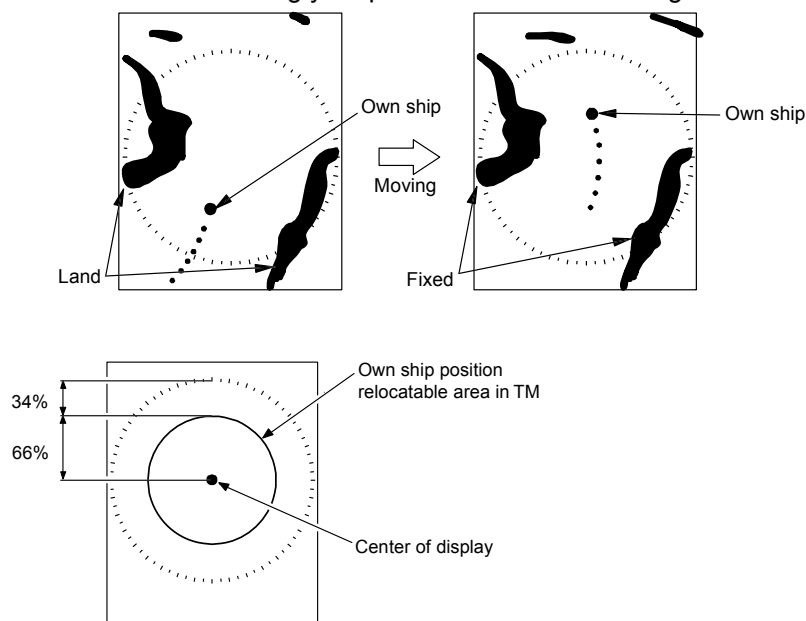 Own ship
Own ship
Moving
Land
Fixed
Own ship position
relocatable area in TM
34%
66%
Center of display